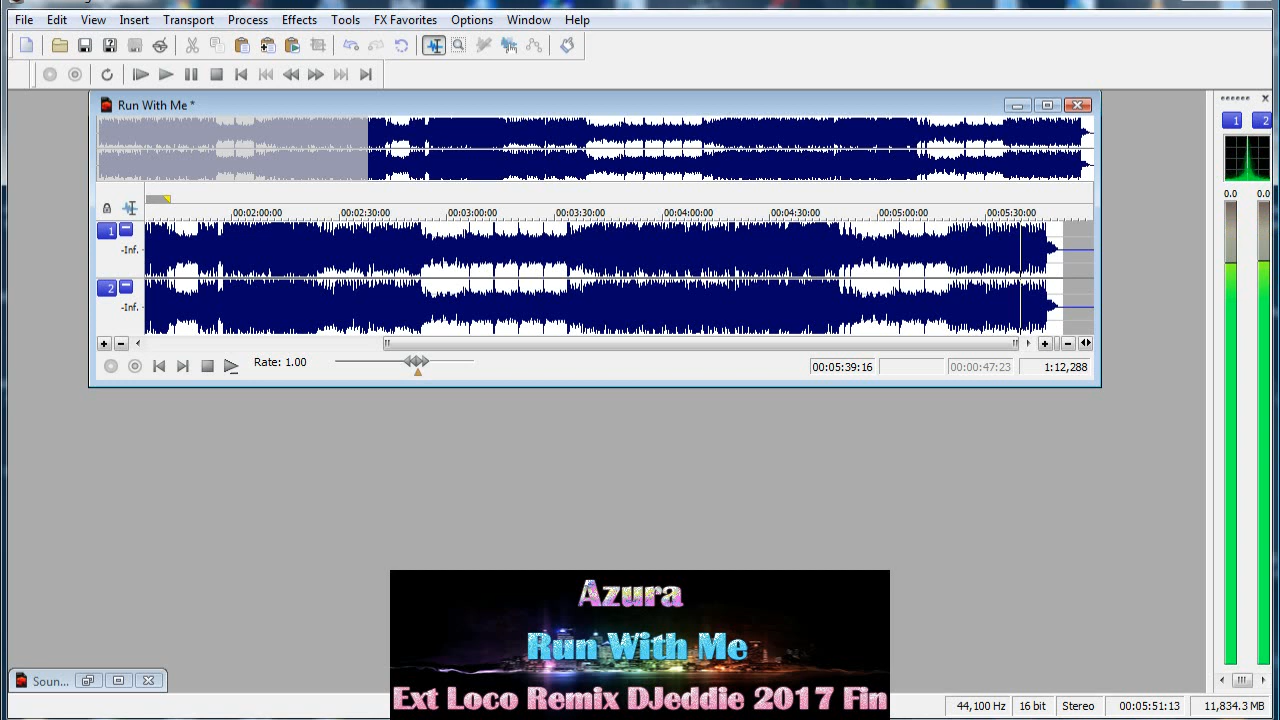 File Edit View Insert Transport Process Effects Tools FX Favorites Options Window Help
Run With Me *
1 2
0.0 0.0
00:02:00:00 00:02:30:00 00:03:00:00 00:03:30:00 00:04:00:00 00:04:30:00 00:05:00:00 00:05:30:00
1
-Inf.
2
-Inf.
Rate: 1.00
00:05:39:16 00:00:47:23 1:12,288
Azura
Run With Me
Ext Loco Remix DJeddie 2017 Fin
Soun...
44,100 Hz 16 bit Stereo 00:05:51:13 11,834.3 MB